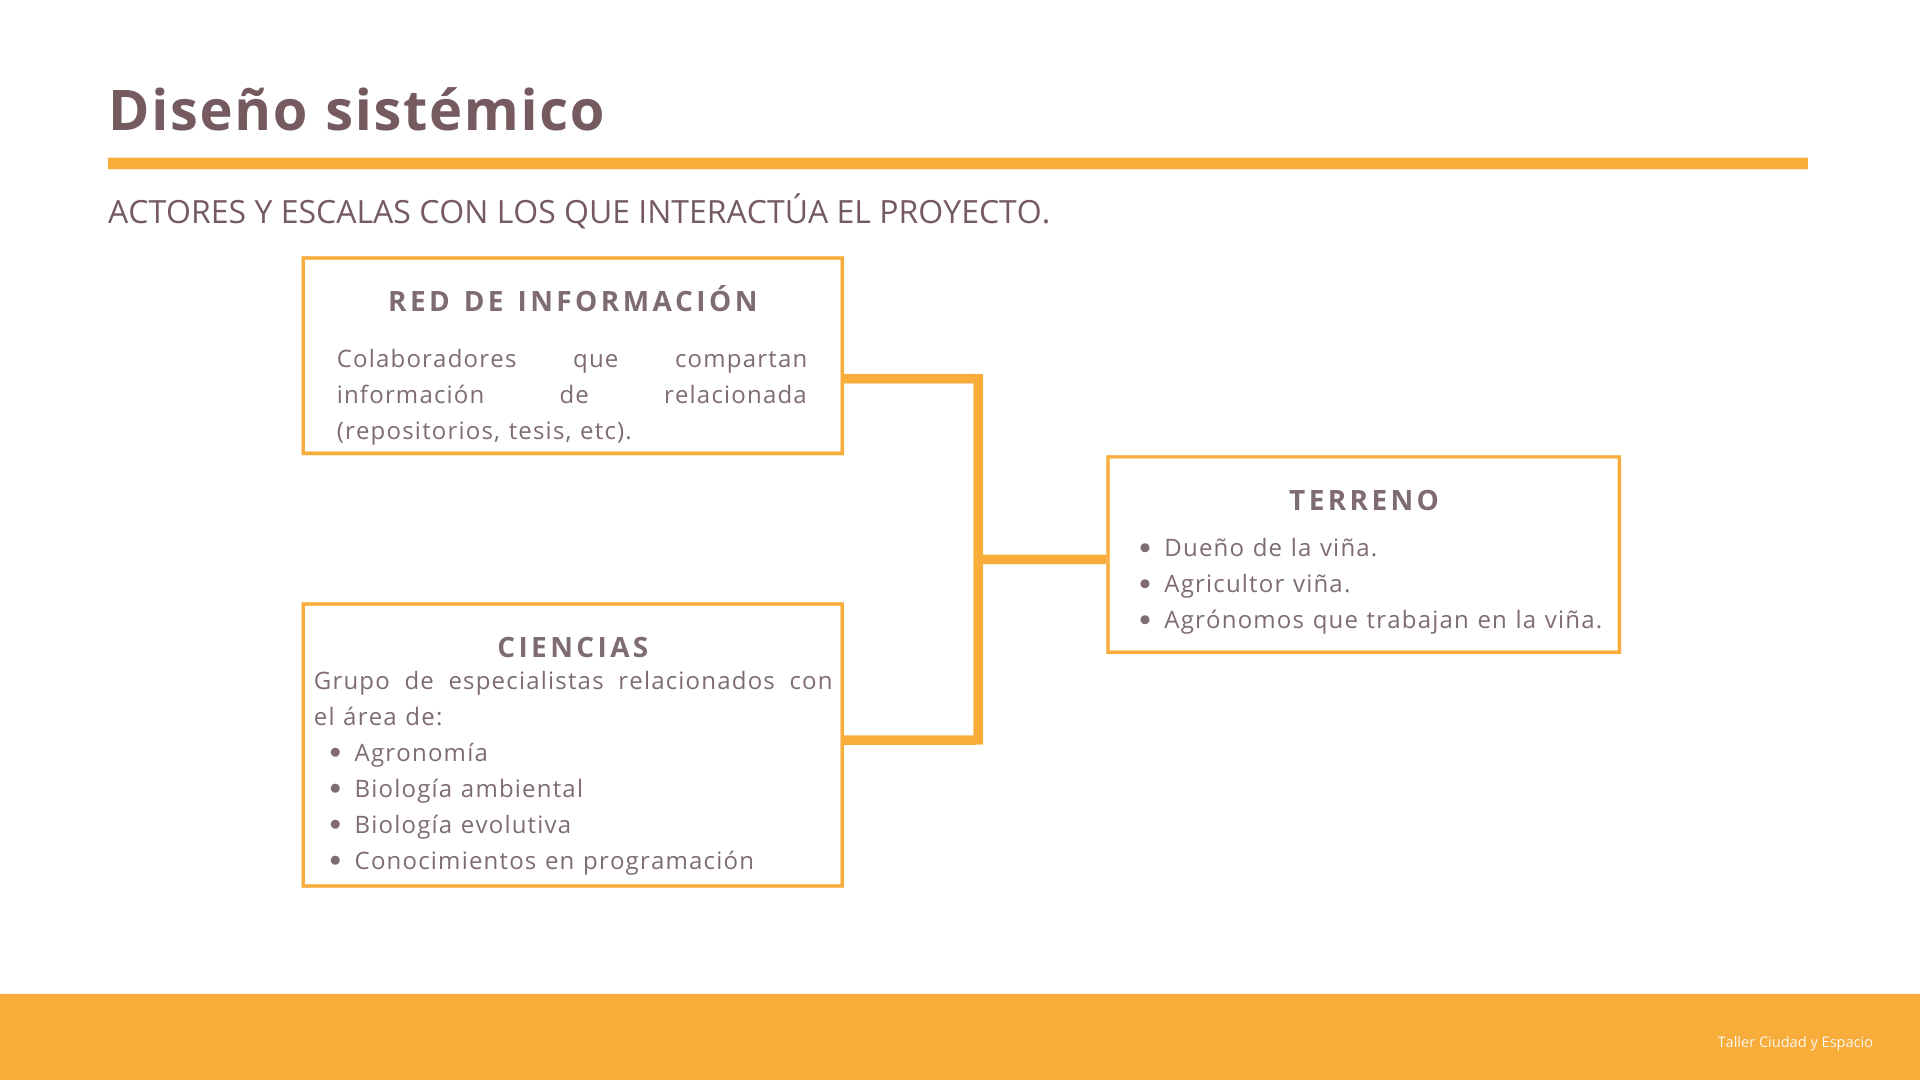 Diseño sistémico
ACTORES Y ESCALAS CON LOS QUE INTERACTÚA EL PROYECTO.
RED DE INFORMACIÓN
Colaboradores que compartan
información de relacionada
(repositorios, tesis, etc).
CIENCIAS
Grupo de especialistas relacionados con
el área de:
• Agronomía
• Biología ambiental
• Biología evolutiva
• Conocimientos en programación
TERRENO
• Dueño de la viña.
• Agricultor viña.
• Agrónomos que trabajan en la viña.
Taller Ciudad y Espacio